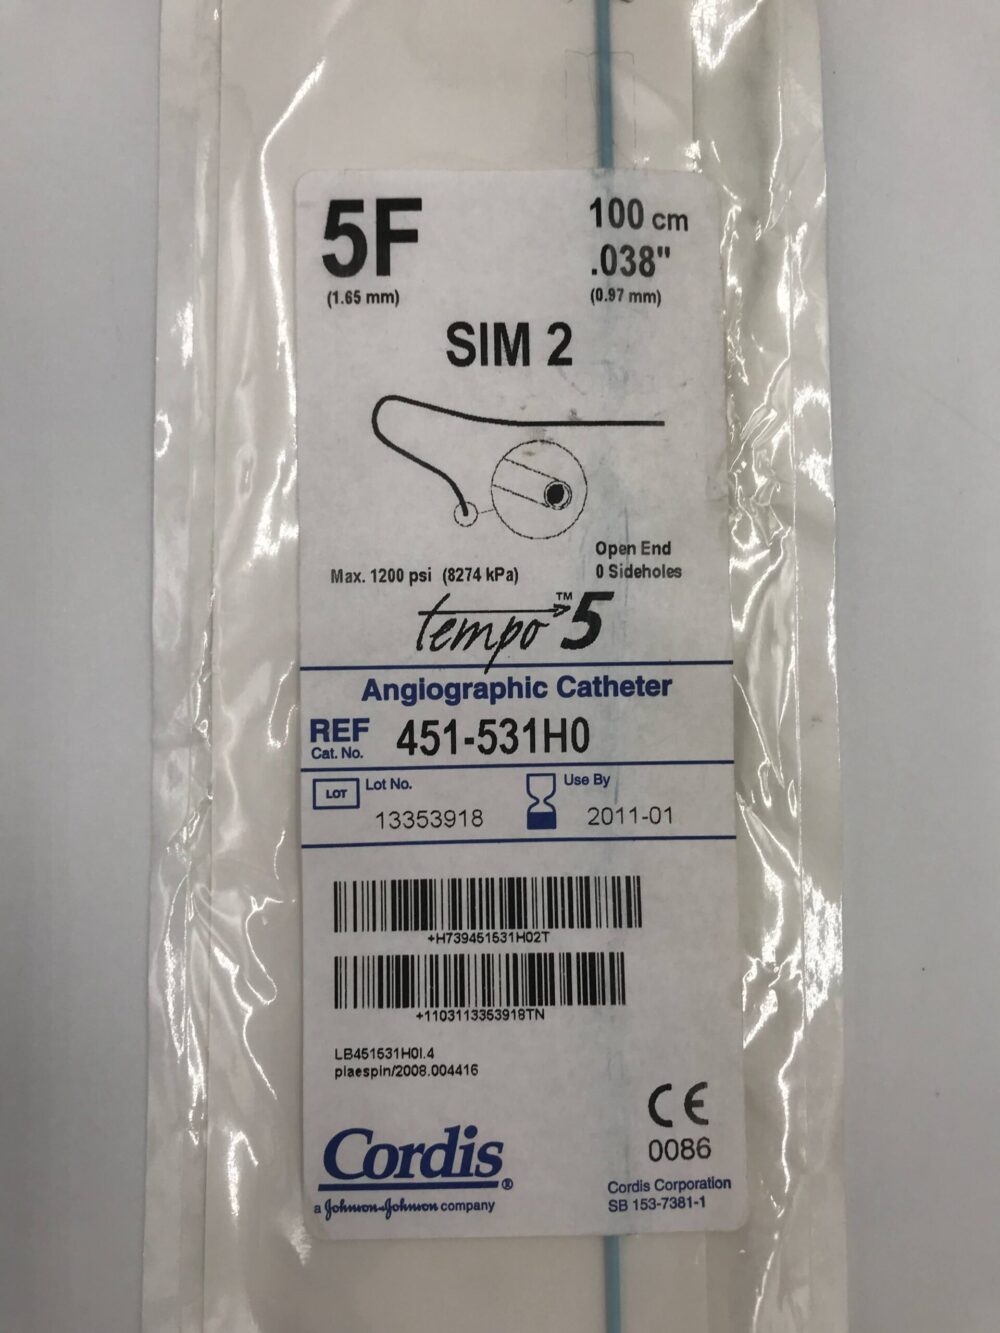 5F
(1.65 mm)
100 cm
.038"
(0.97 mm)
SIM 2
Open End
0 Sideholes
Max. 1200 psi (8274 kPa)
tempo™5
Angiographic Catheter
REF
Cat. No.
451-531H0
LOT
Lot No.
13353918
Use By
2011-01
+H739451531H02T
+1103113353918TN
LB451531H0I.4
plaespin/2008.004416
CE
0086
Cordis®
a Johnson&Johnson company
Cordis Corporation
SB 153-7381-1